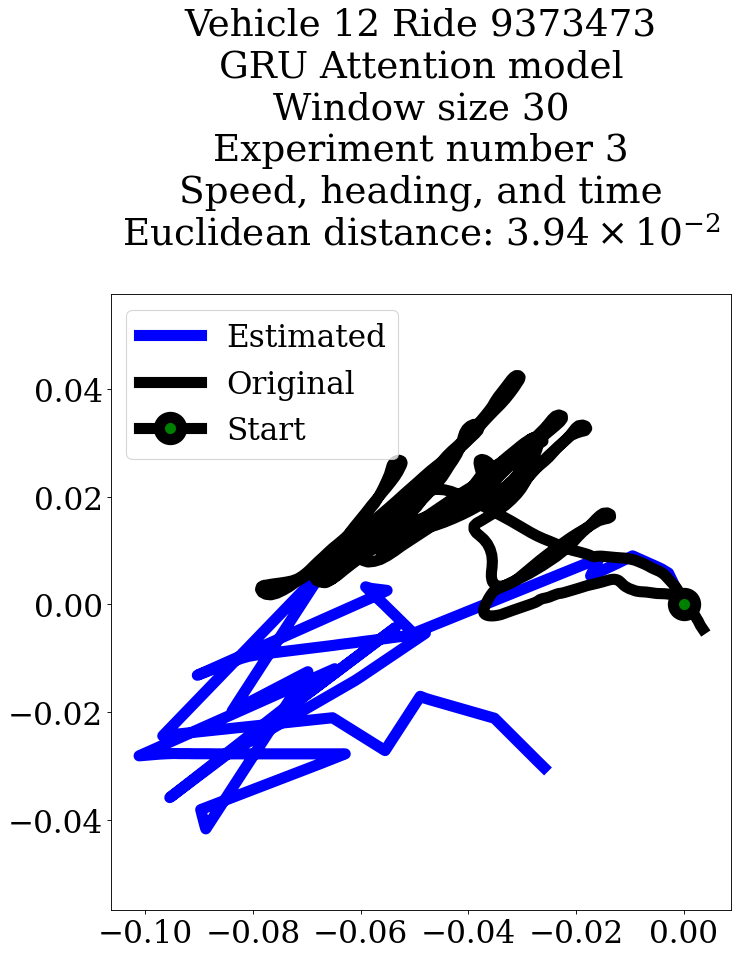 Vehicle 12 Ride 9373473
GRU Attention model
Window size 30
Experiment number 3
Speed, heading, and time
Euclidean distance: 3.94 × 10⁻²
Estimated
Original
Start
0.04
0.02
0.00
−0.02
−0.04
−0.10 −0.08 −0.06 −0.04 −0.02 0.00